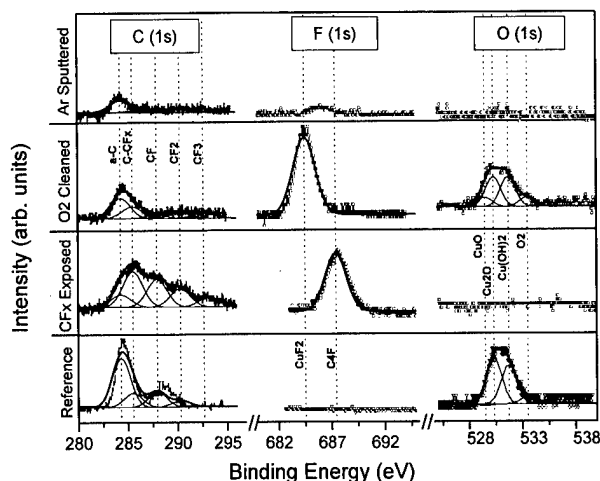 C (1s)
F (1s)
O (1s)
Intensity (arb. units)
Ar Sputtered
O2 Cleaned
CFx Exposed
Reference
a-C
C-CFx
CF
CF2
CF3
CuF2
C4F
CuO
Cu2O
Cu(OH)2
O2
280 285 290 295 682 687 692 528 533 538
Binding Energy (eV)